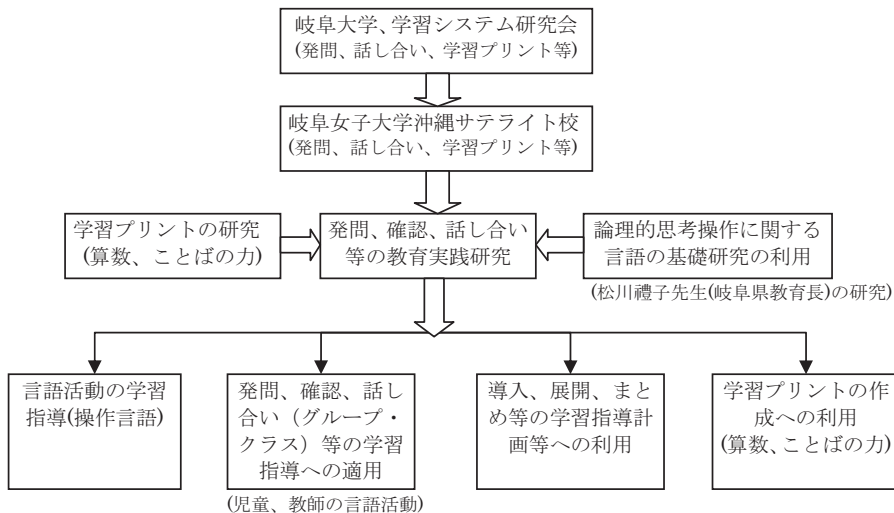 岐阜大学、学習システム研究会
(発問、話し合い、学習プリント等)
岐阜女子大学沖縄サテライト校
(発問、話し合い、学習プリント等)
学習プリントの研究
(算数、ことばの力)
発問、確認、話し合い
等の教育実践研究
論理的思考操作に関する
言語の基礎研究の利用
(松川禮子先生(岐阜県教育長)の研究)
言語活動の学習
指導(操作言語)
発問、確認、話し
合い（グループ・
クラス）等の学習
指導への適用
(児童、教師の言語活動)
導入、展開、まと
め等の学習指導計
画等への利用
学習プリントの作
成への利用
(算数、ことばの力)